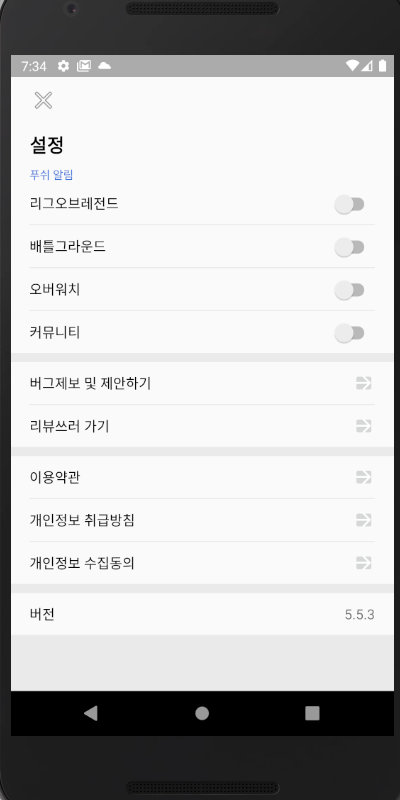 7:34
설정
푸쉬 알림
리그오브레전드
배틀그라운드
오버워치
커뮤니티
버그제보 및 제안하기
리뷰쓰러 가기
이용약관
개인정보 취급방침
개인정보 수집동의
버전 5.5.3